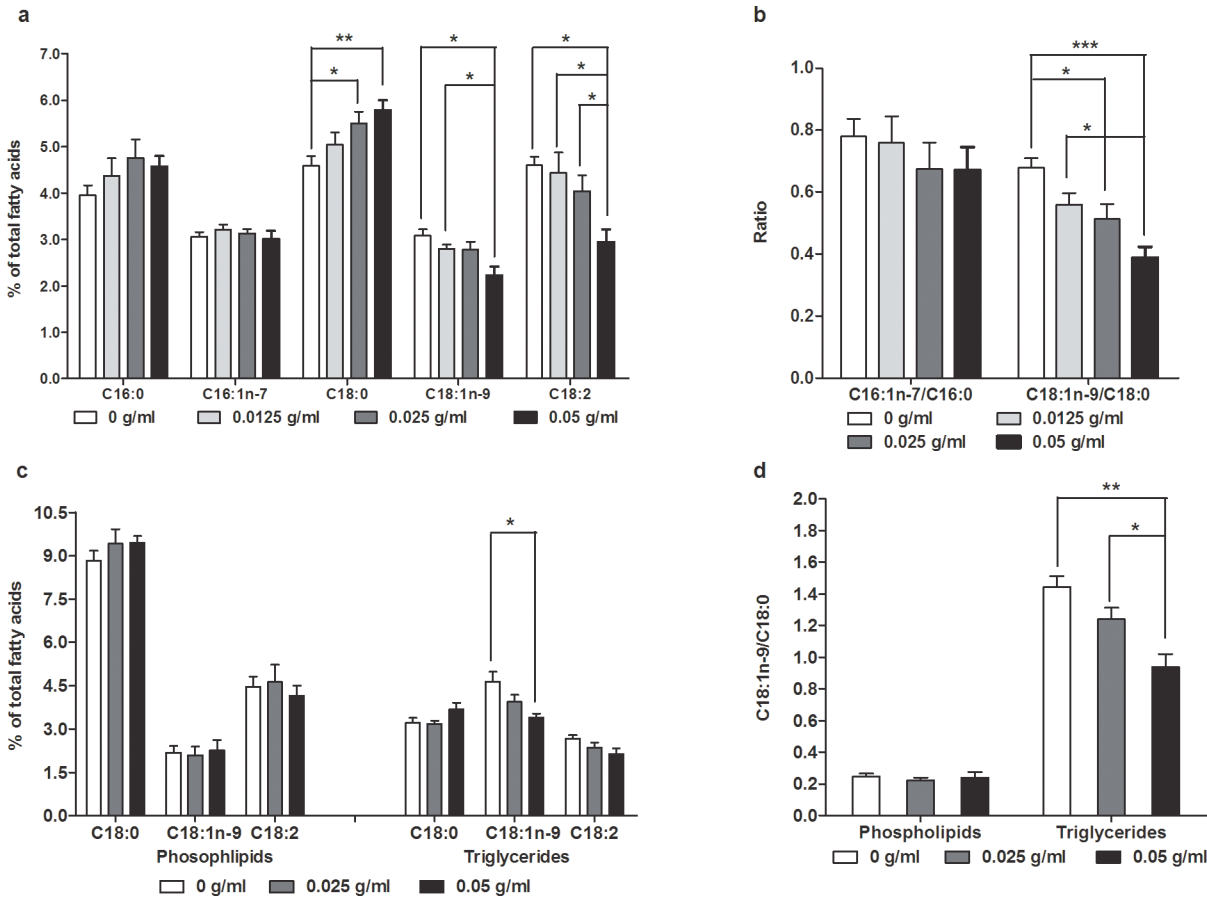 a
% of total fatty acids
7.0
6.0
5.0
4.0
3.0
2.0
1.0
0.0
** * * * * * *
C16:0 C16:1n-7 C18:0 C18:1n-9 C18:2
0 g/ml 0.0125 g/ml 0.025 g/ml 0.05 g/ml
b
Ratio
1.0
0.8
0.6
0.4
0.2
0.0
***
*
*
C16:1n-7/C16:0 C18:1n-9/C18:0
0 g/ml 0.0125 g/ml
0.025 g/ml 0.05 g/ml
c
% of total fatty acids
10.5
9.0
7.5
6.0
4.5
3.0
1.5
0.0
*
C18:0 C18:1n-9 C18:2 C18:0 C18:1n-9 C18:2
Phosophlipids Triglycerides
0 g/ml 0.025 g/ml 0.05 g/ml
d
C18:1n-9/C18:0
2.0
1.8
1.6
1.4
1.2
1.0
0.8
0.6
0.4
0.2
0.0
**
*
Phospholipids Triglycerides
0 g/ml 0.025 g/ml 0.05 g/ml